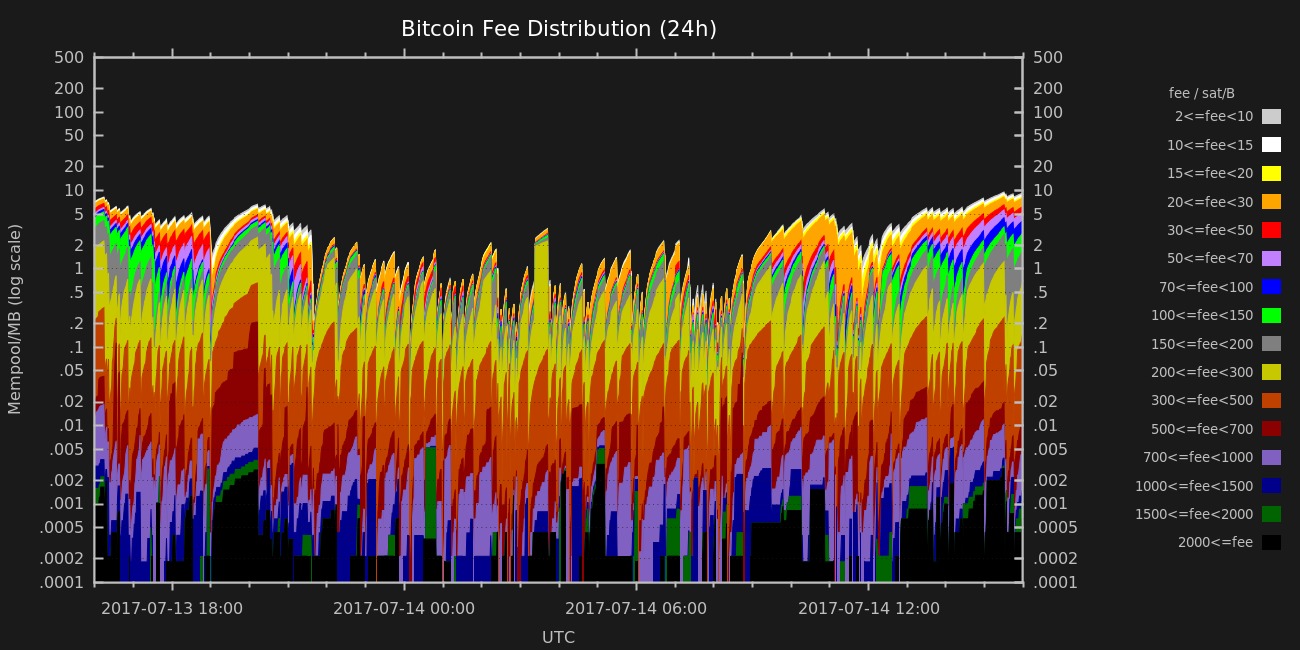 Bitcoin Fee Distribution (24h)
Mempool/MB (log scale)
500
200
100
50
20
10
5
2
1
.5
.2
.1
.05
.02
.01
.005
.002
.001
.0005
.0002
.0001
500
200
100
50
20
10
5
2
1
.5
.2
.1
.05
.02
.01
.005
.002
.001
.0005
.0002
.0001
2017-07-13 18:00
2017-07-14 00:00
2017-07-14 06:00
2017-07-14 12:00
UTC
fee / sat/B
2<=fee<10
10<=fee<15
15<=fee<20
20<=fee<30
30<=fee<50
50<=fee<70
70<=fee<100
100<=fee<150
150<=fee<200
200<=fee<300
300<=fee<500
500<=fee<700
700<=fee<1000
1000<=fee<1500
1500<=fee<2000
2000<=fee